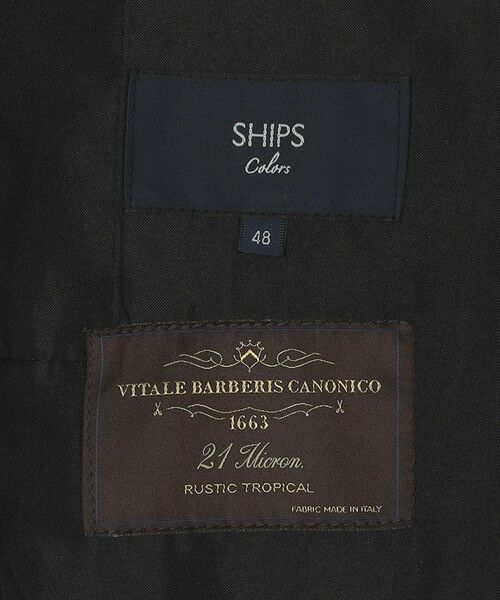 SHIPS
Colors
48
VITALE BARBERIS CANONICO
1663
21 Micron.
RUSTIC TROPICAL
FABRIC MADE IN ITALY